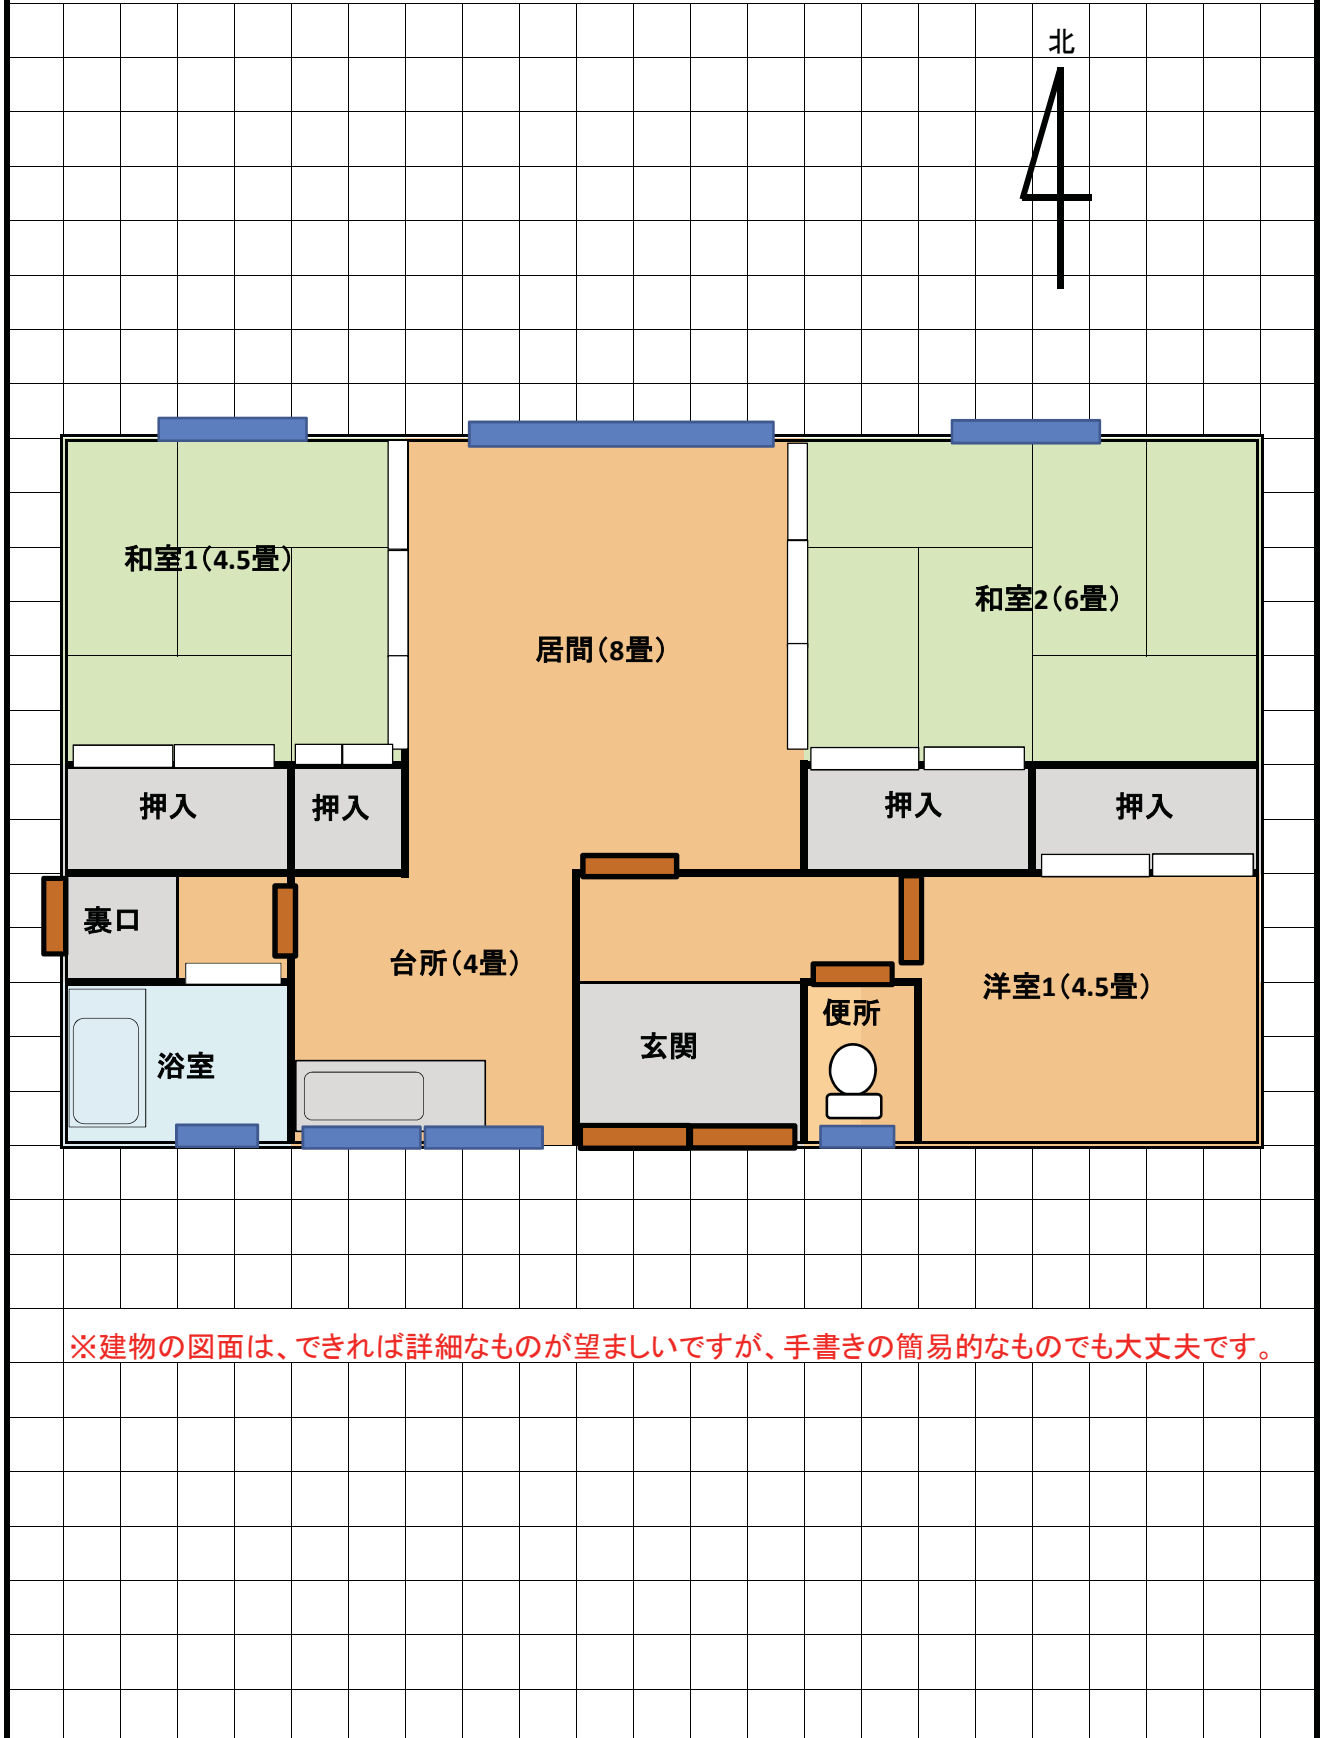 北
和室1（4.5畳）
和室2（6畳）
居間（8畳）
押入
押入
押入
押入
裏口
台所（4畳）
洋室1（4.5畳）
便所
玄関
浴室
※建物の図面は、できれば詳細なものが望ましいですが、手書きの簡易的なものでも大丈夫です。